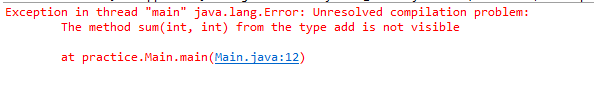 Exception in thread "main" java.lang.Error: Unresolved compilation problem:
The method sum(int, int) from the type add is not visible
at practice.Main.main(Main.java:12)